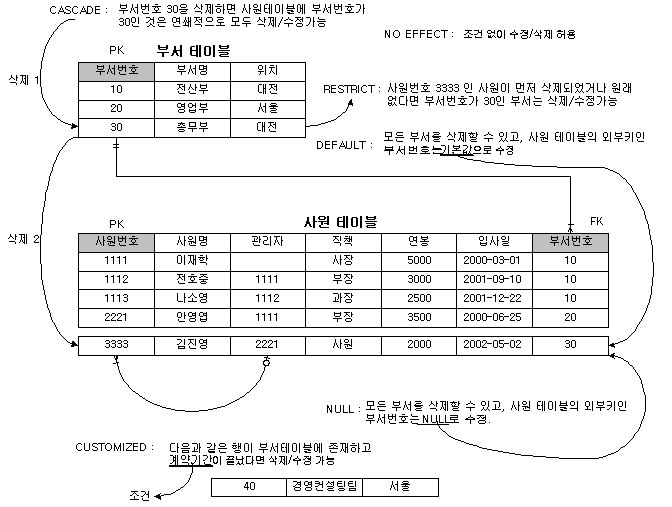 CASCADE : 부서번호 30을 삭제하면 사원테이블에 부서번호가
30인 것은 연쇄적으로 모두 삭제/수정가능
NO EFFECT : 조건 없이 수정/삭제 허용
PK 부서 테이블
삭제 1
부서번호 부서명 위치
10 전산부 대전
20 영업부 서울
30 총무부 대전
RESTRICT : 사원번호 3333 인 사원이 먼저 삭제되었거나 원래
없다면 부서번호가 30인 부서는 삭제/수정가능
DEFAULT : 모든 부서를 삭제할 수 있고, 사원 테이블의 외부키인
부서번호는기본값으로 수정
삭제 2
PK 사원 테이블 FK
사원번호 사원명 관리자 직책 연봉 입사일 부서번호
1111 이재학 사장 5000 2000-03-01 10
1112 전호중 1111 부장 3000 2001-09-10 10
1113 나소영 1112 과장 2500 2001-12-22 10
2221 안영엽 1111 부장 3500 2000-06-25 20
3333 김진영 2221 사원 2000 2002-05-02 30
NULL : 모든 부서을 삭제할 수 있고, 사원 테이블의 외부키인
부서번호는 NULL로 수정.
CUSTOMIZED : 다음과 같은 행이 부서테이블에 존재하고
계약기간이 끝났다면 삭제/수정 가능
조건
40 경영컨설팅팀 서울